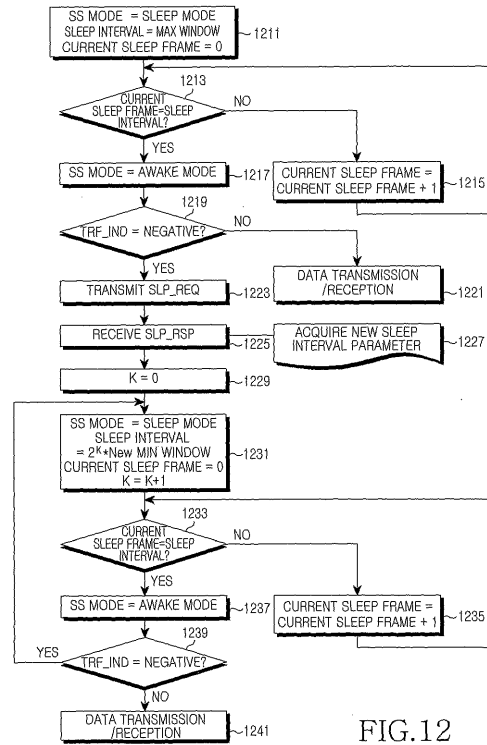 SS MODE = SLEEP MODE
SLEEP INTERVAL = MAX WINDOW
CURRENT SLEEP FRAME = 0
1211
1213
CURRENT
SLEEP FRAME=SLEEP
INTERVAL?
NO
YES
SS MODE = AWAKE MODE
1217
CURRENT SLEEP FRAME =
CURRENT SLEEP FRAME + 1
1215
1219
TRF_IND = NEGATIVE?
NO
YES
DATA TRANSMISSION
/RECEPTION
1221
TRANSMIT SLP_REQ
1223
RECEIVE SLP_RSP
1225
ACQUIRE NEW SLEEP
INTERVAL PARAMETER
1227
K = 0
1229
SS MODE = SLEEP MODE
SLEEP INTERVAL
= 2ᴷ*New MIN WINDOW
CURRENT SLEEP FRAME = 0
K = K+1
1231
1233
CURRENT
SLEEP FRAME=SLEEP
INTERVAL?
NO
YES
SS MODE = AWAKE MODE
1237
CURRENT SLEEP FRAME =
CURRENT SLEEP FRAME + 1
1235
1239
YES
TRF_IND = NEGATIVE?
NO
DATA TRANSMISSION
/RECEPTION
1241
FIG.12